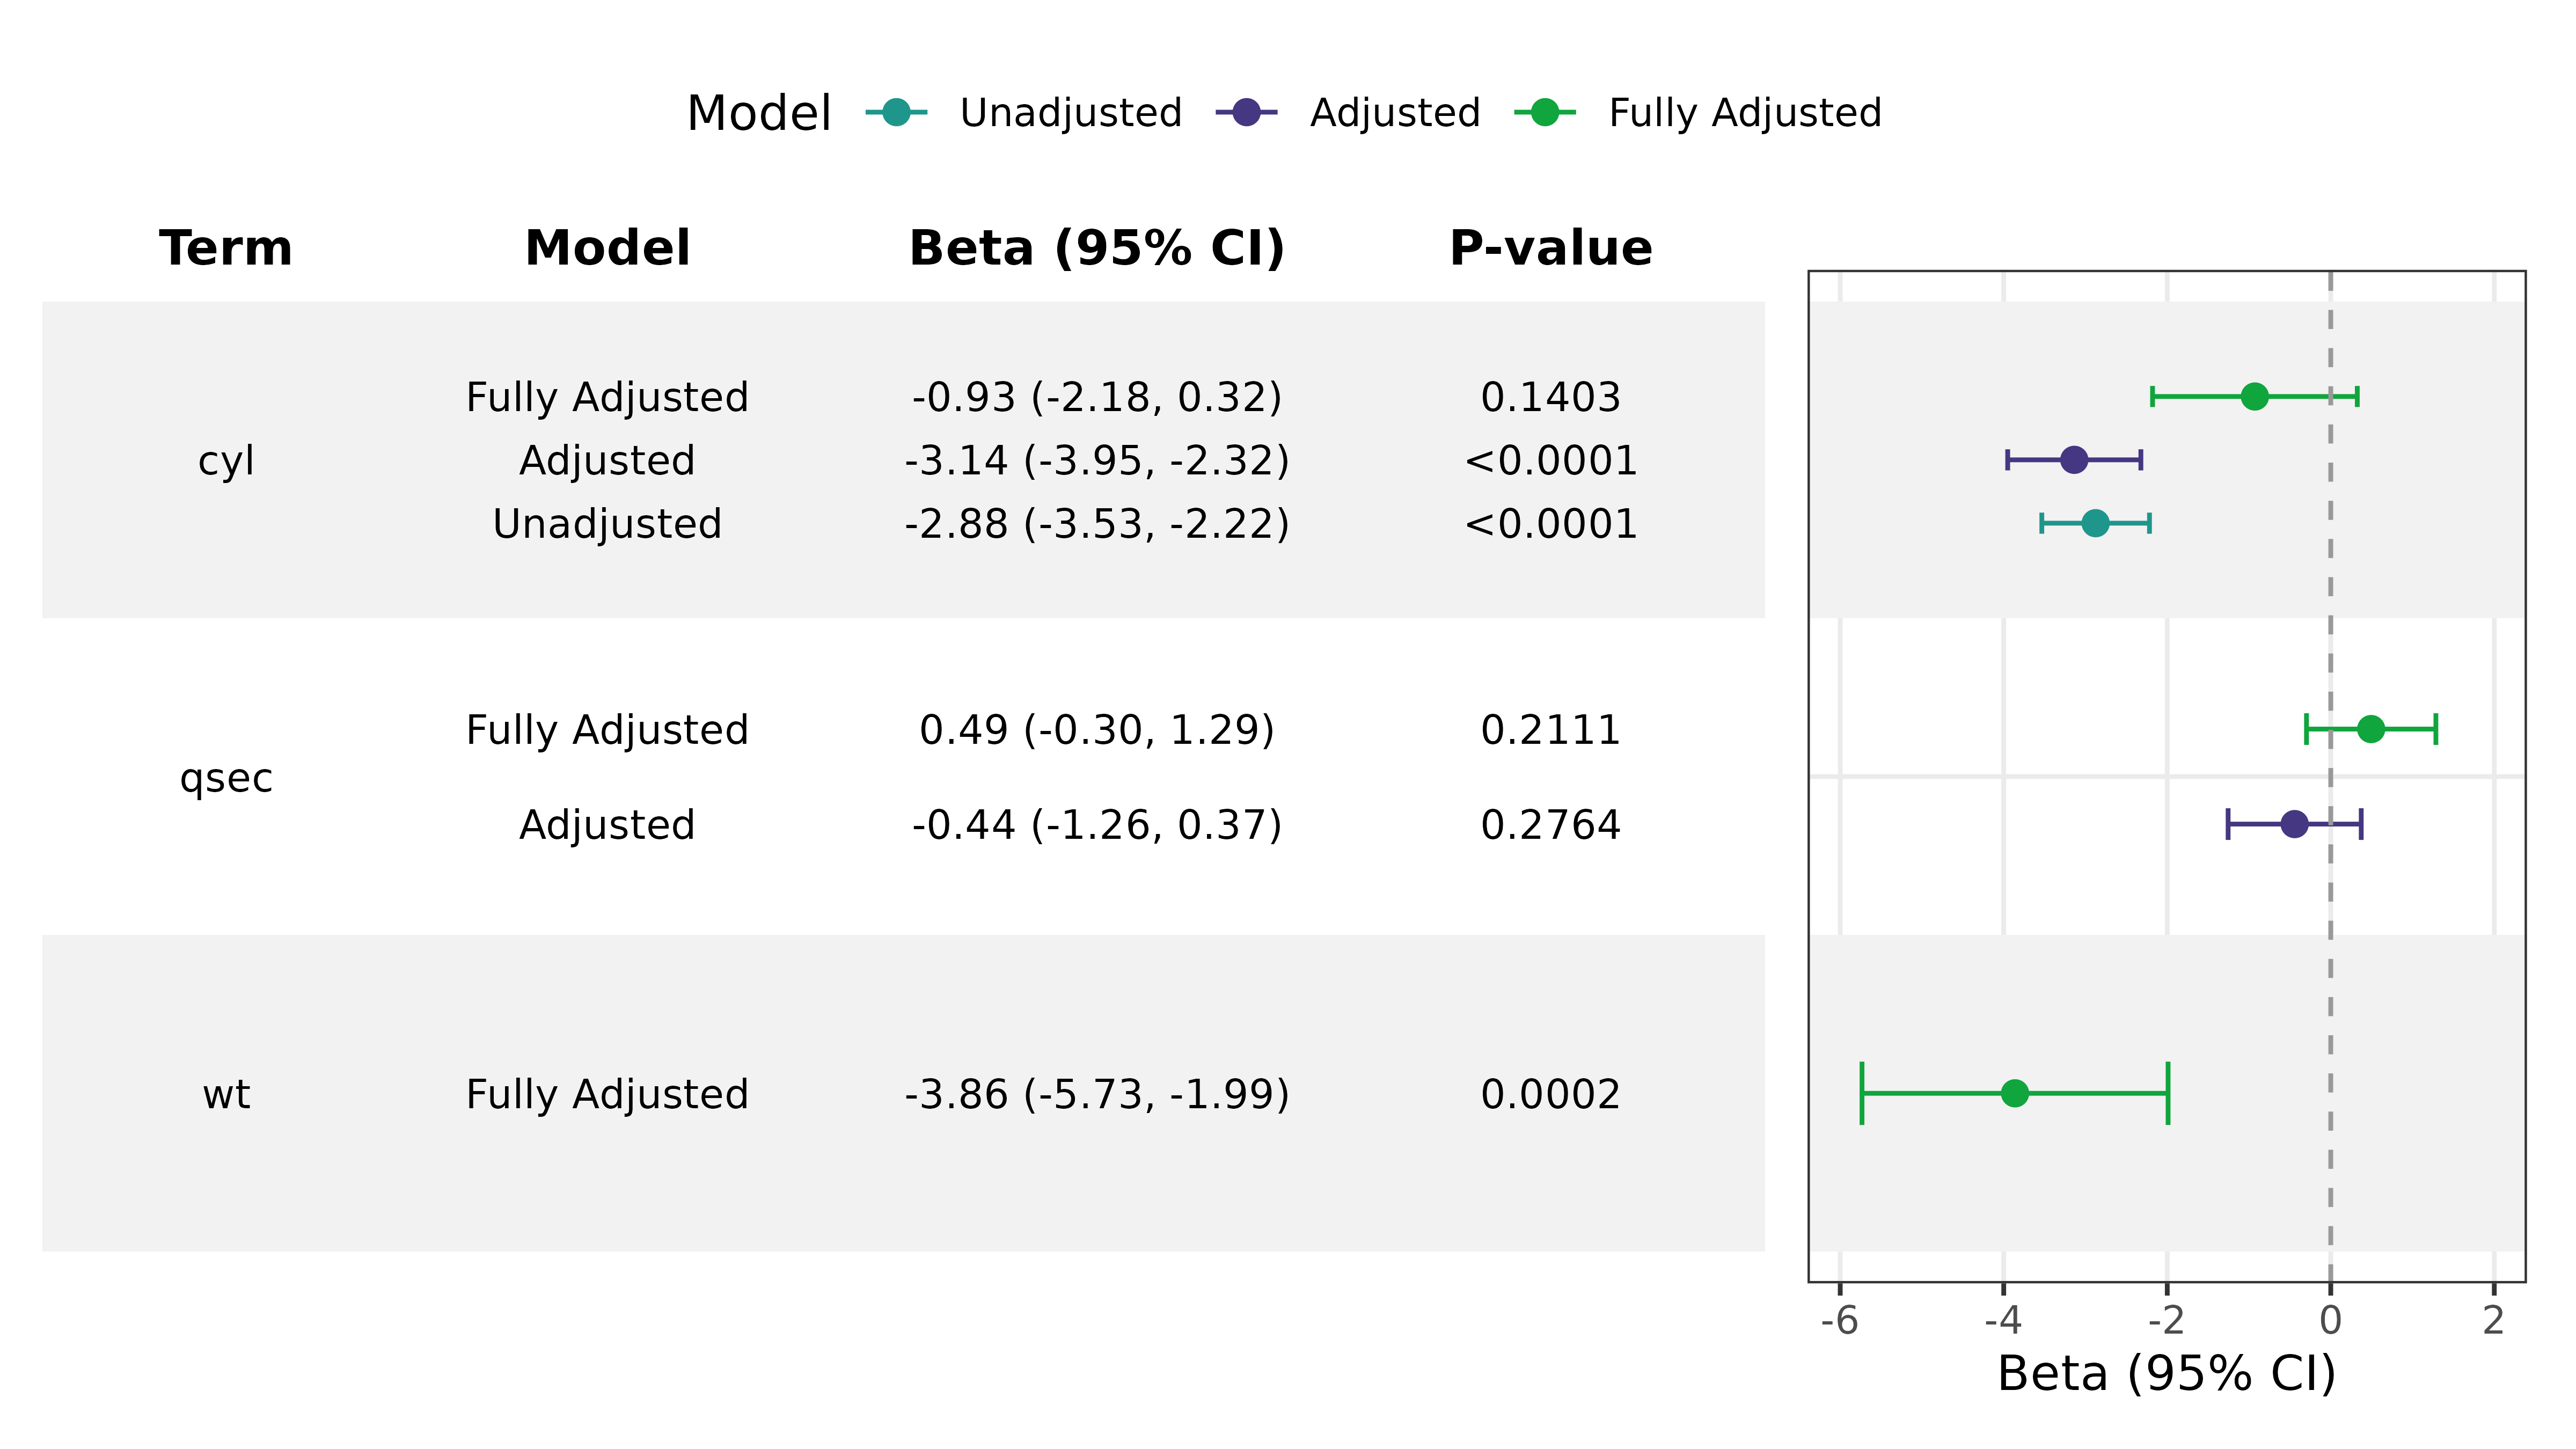 Model Unadjusted Adjusted Fully Adjusted
Term Model Beta (95% CI) P-value
Fully Adjusted -0.93 (-2.18, 0.32) 0.1403
cyl Adjusted -3.14 (-3.95, -2.32) <0.0001
Unadjusted -2.88 (-3.53, -2.22) <0.0001
Fully Adjusted 0.49 (-0.30, 1.29) 0.2111
qsec
Adjusted -0.44 (-1.26, 0.37) 0.2764
wt Fully Adjusted -3.86 (-5.73, -1.99) 0.0002
-6 -4 -2 0 2
Beta (95% CI)